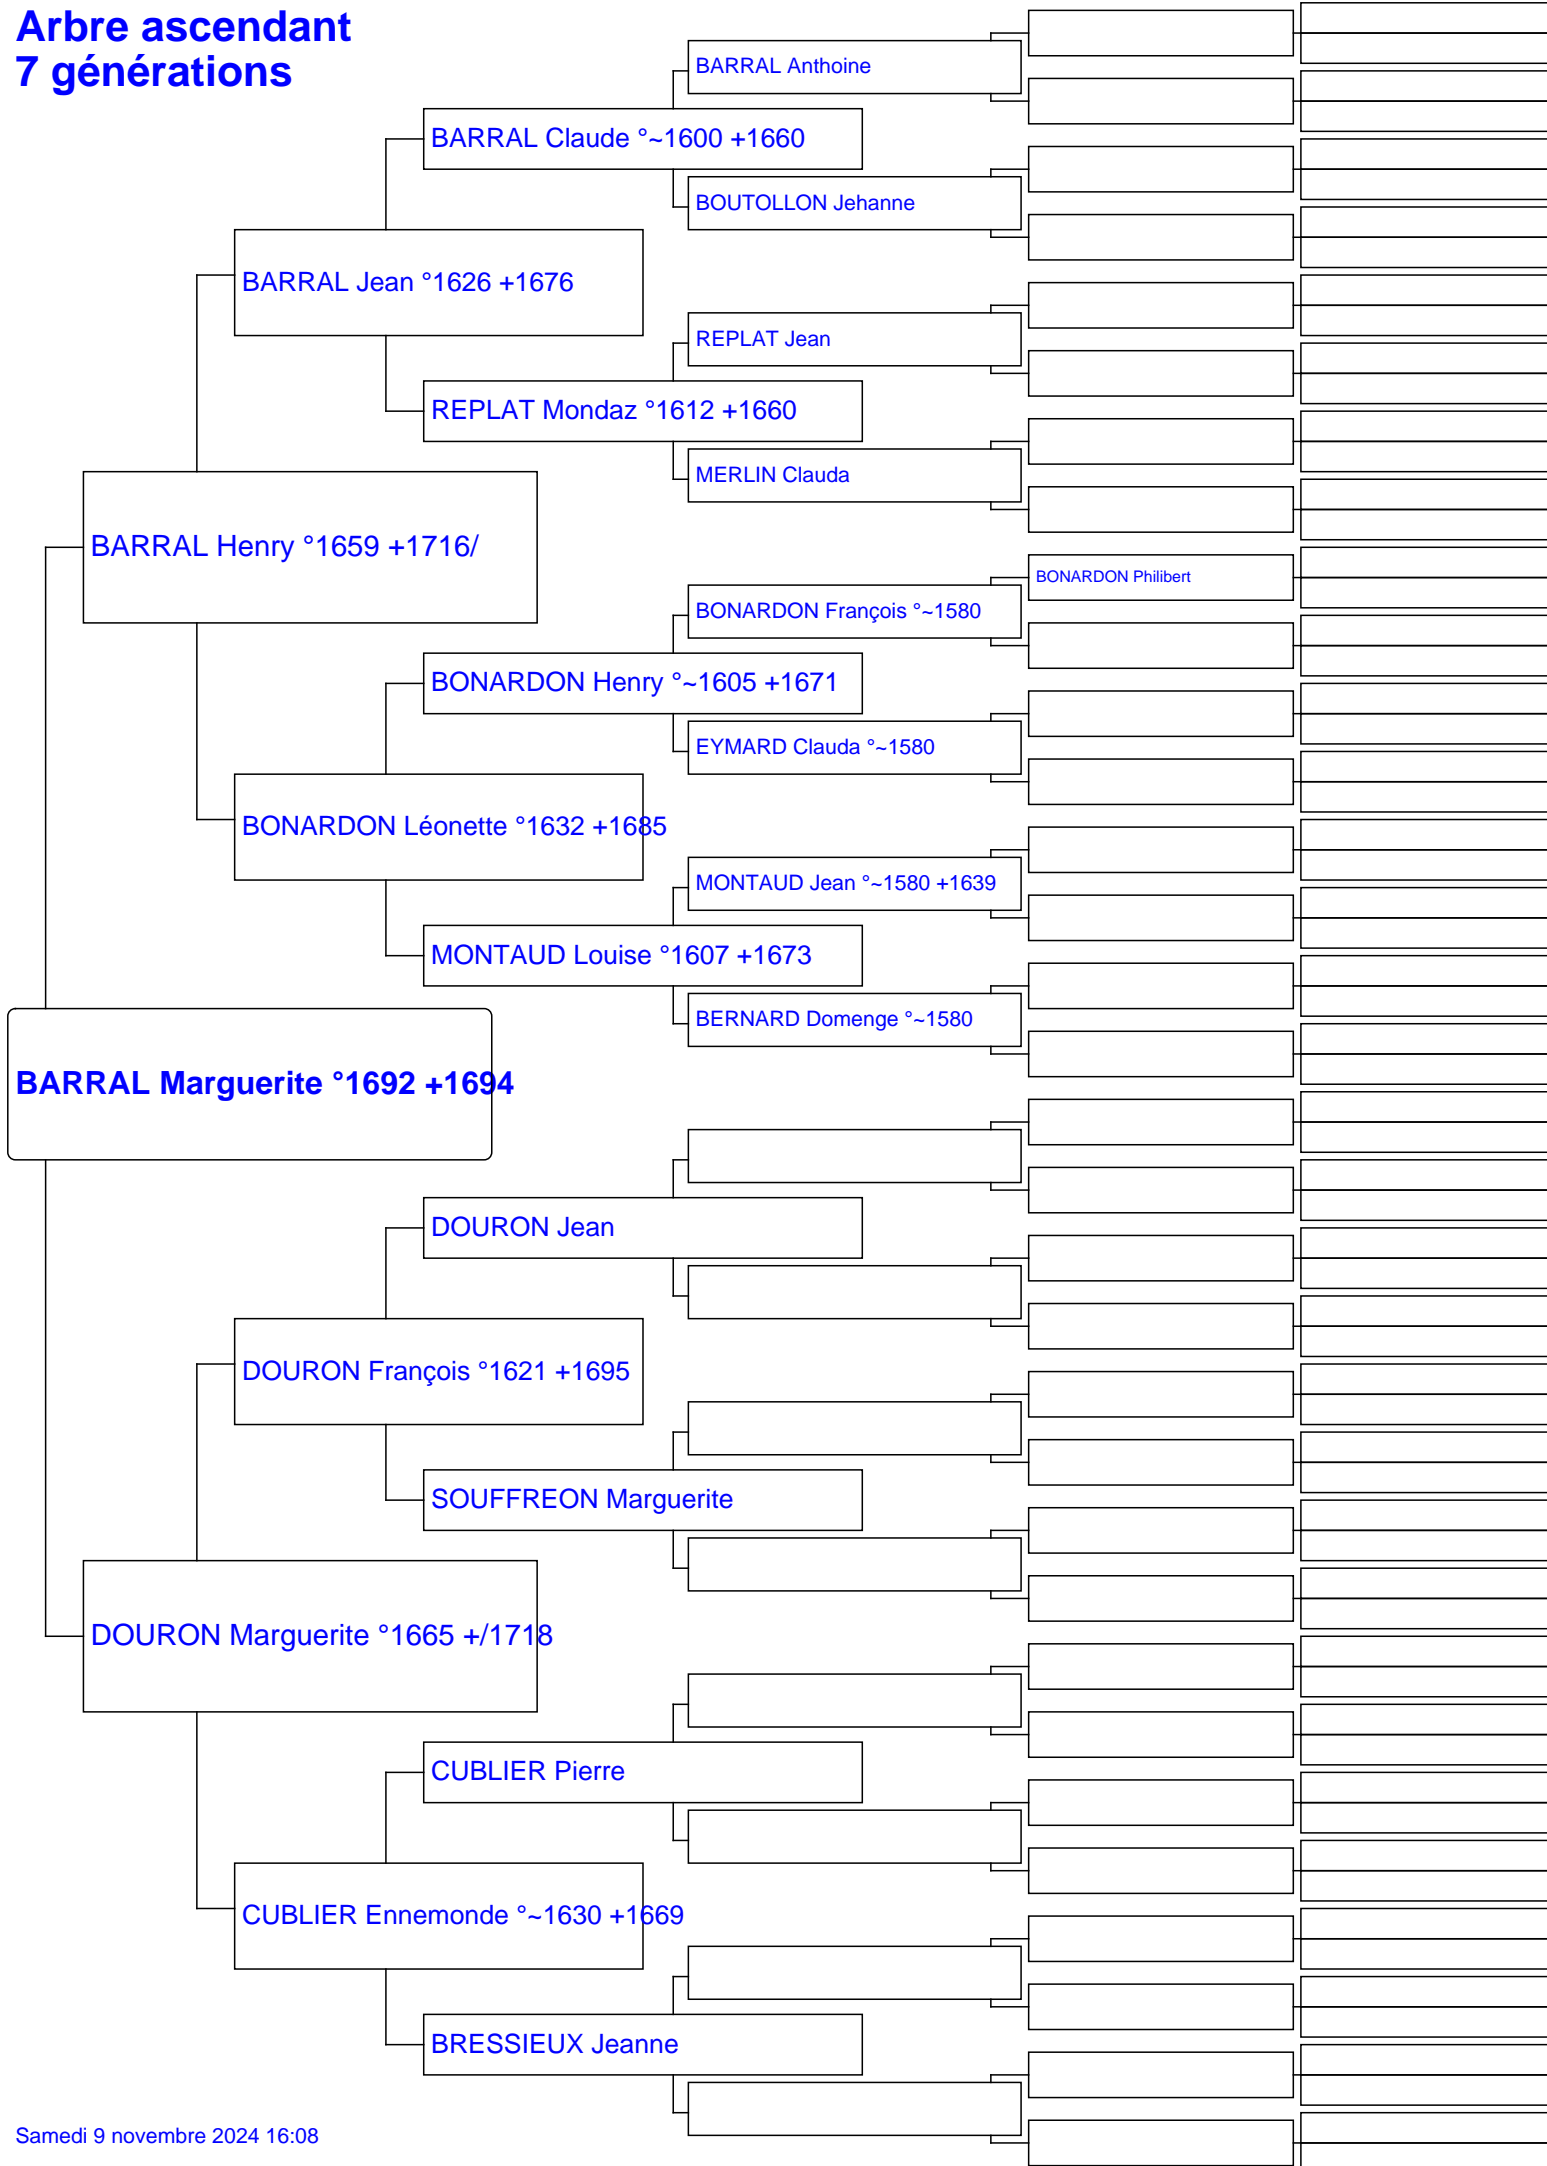 Arbre ascendant
7 générations
BARRAL Anthoine
BARRAL Claude °~1600 +1660
BOUTOLLON Jehanne
BARRAL Jean °1626 +1676
REPLAT Jean
REPLAT Mondaz °1612 +1660
MERLIN Clauda
BARRAL Henry °1659 +1716/
BONARDON Philibert
BONARDON François °~1580
BONARDON Henry °~1605 +1671
EYMARD Clauda °~1580
BONARDON Léonette °1632 +1685
MONTAUD Jean °~1580 +1639
MONTAUD Louise °1607 +1673
BERNARD Domenge °~1580
BARRAL Marguerite °1692 +1694
DOURON Jean
DOURON François °1621 +1695
SOUFFREON Marguerite
DOURON Marguerite °1665 +/1718
CUBLIER Pierre
CUBLIER Ennemonde °~1630 +1669
BRESSIEUX Jeanne
Samedi 9 novembre 2024 16:08